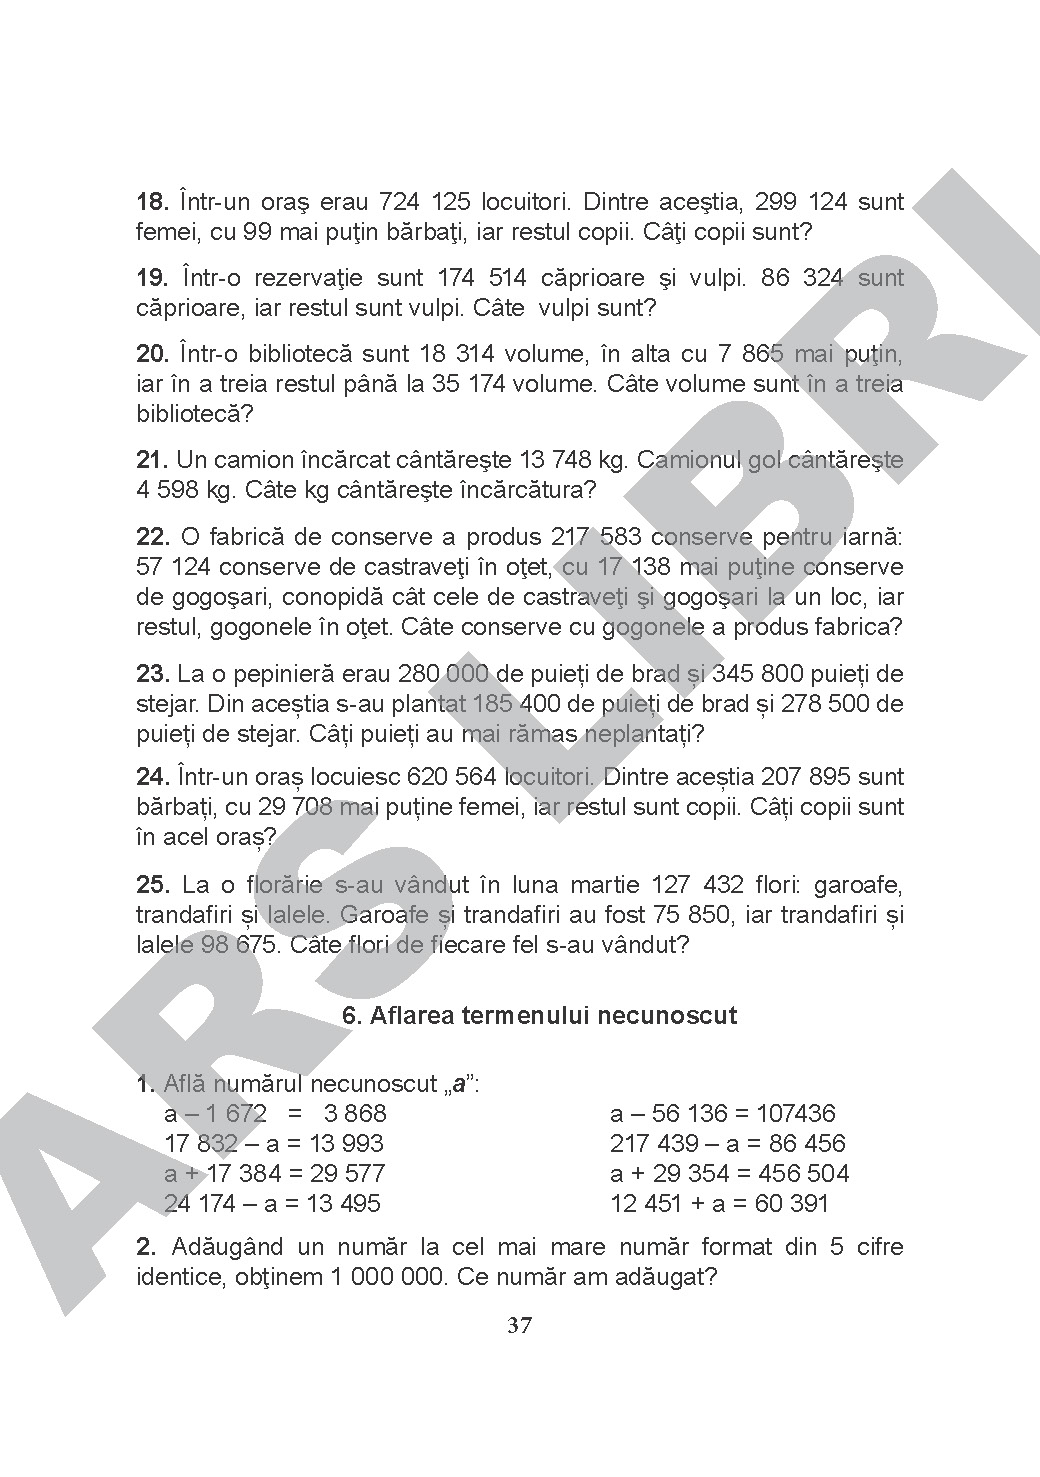 18. Într-un oraş erau 724 125 locuitori. Dintre aceştia, 299 124 sunt
femei, cu 99 mai puţin bărbaţi, iar restul copii. Câţi copii sunt?
19. Într-o rezervaţie sunt 174 514 căprioare şi vulpi. 86 324 sunt
căprioare, iar restul sunt vulpi. Câte vulpi sunt?
20. Într-o bibliotecă sunt 18 314 volume, în alta cu 7 865 mai puţin,
iar în a treia restul până la 35 174 volume. Câte volume sunt în a treia
bibliotecă?
21. Un camion încărcat cântăreşte 13 748 kg. Camionul gol cântăreşte
4 598 kg. Câte kg cântăreşte încărcătura?
22. O fabrică de conserve a produs 217 583 conserve pentru iarnă:
57 124 conserve de castraveţi în oţet, cu 17 138 mai puţine conserve
de gogoşari, conopidă cât cele de castraveţi şi gogoşari la un loc, iar
restul, gogonele în oţet. Câte conserve cu gogonele a produs fabrica?
23. La o pepinieră erau 280 000 de puieți de brad și 345 800 puieți de
stejar. Din aceștia s-au plantat 185 400 de puieți de brad și 278 500 de
puieți de stejar. Câți puieți au mai rămas neplantați?
24. Într-un oraș locuiesc 620 564 locuitori. Dintre aceștia 207 895 sunt
bărbați, cu 29 708 mai puține femei, iar restul sunt copii. Câți copii sunt
în acel oraș?
25. La o florărie s-au vândut în luna martie 127 432 flori: garoafe,
trandafiri și lalele. Garoafe și trandafiri au fost 75 850, iar trandafiri și
lalele 98 675. Câte flori de fiecare fel s-au vândut?
6. Aflarea termenului necunoscut
1. Află numărul necunoscut „a”:
a – 1 672 = 3 868
17 832 – a = 13 993
a + 17 384 = 29 577
24 174 – a = 13 495
a – 56 136 = 107436
217 439 – a = 86 456
a + 29 354 = 456 504
12 451 + a = 60 391
2. Adăugând un număr la cel mai mare număr format din 5 cifre
identice, obţinem 1 000 000. Ce număr am adăugat?
37
ARS LIBRI